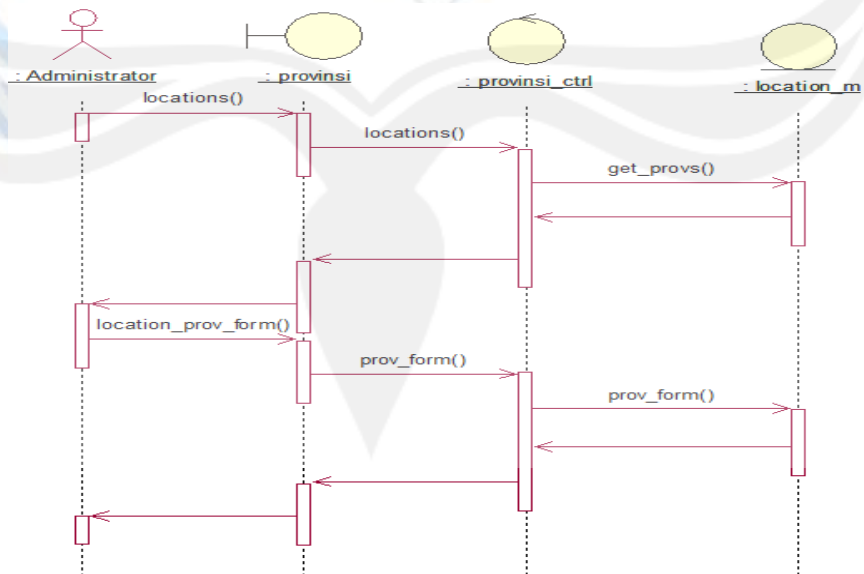 : Administrator
: provinsi
: provinsi_ctrl
: location_m
locations()
locations()
get_provs()
location_prov_form()
prov_form()
prov_form()